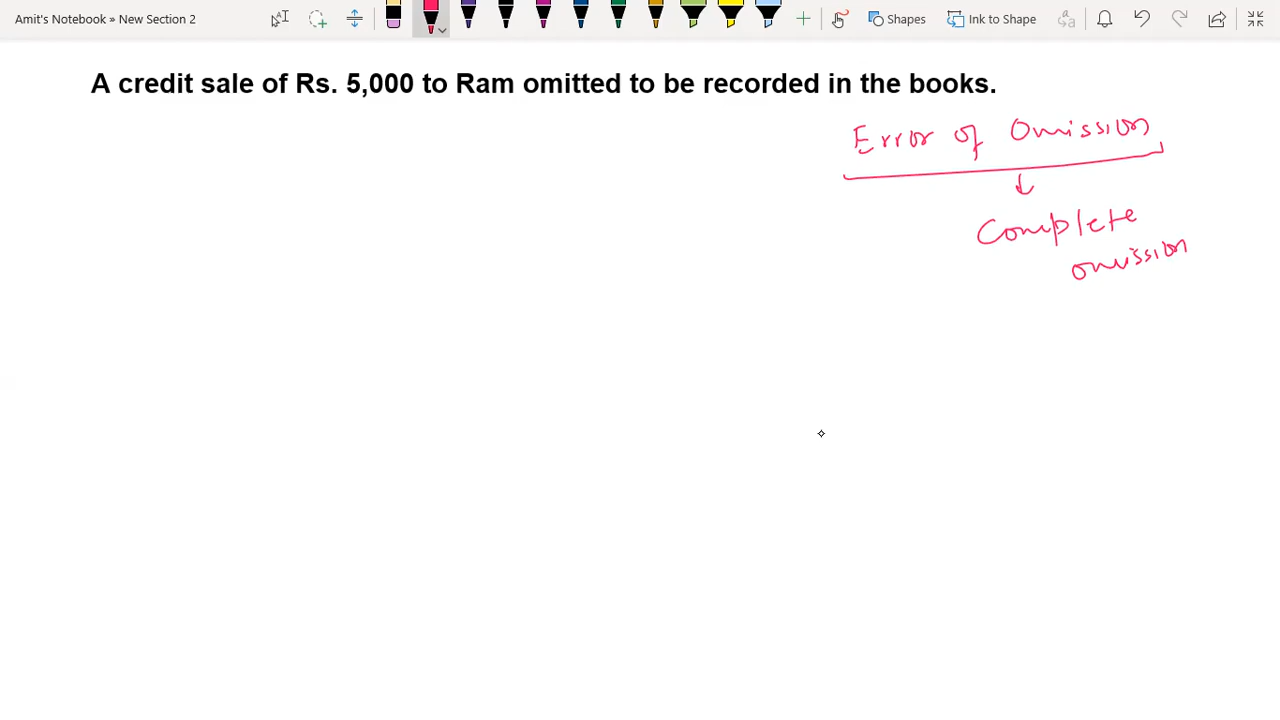 Amit's Notebook » New Section 2
Shapes
Ink to Shape
A credit sale of Rs. 5,000 to Ram omitted to be recorded in the books.
Error of Omission
Complete
omission